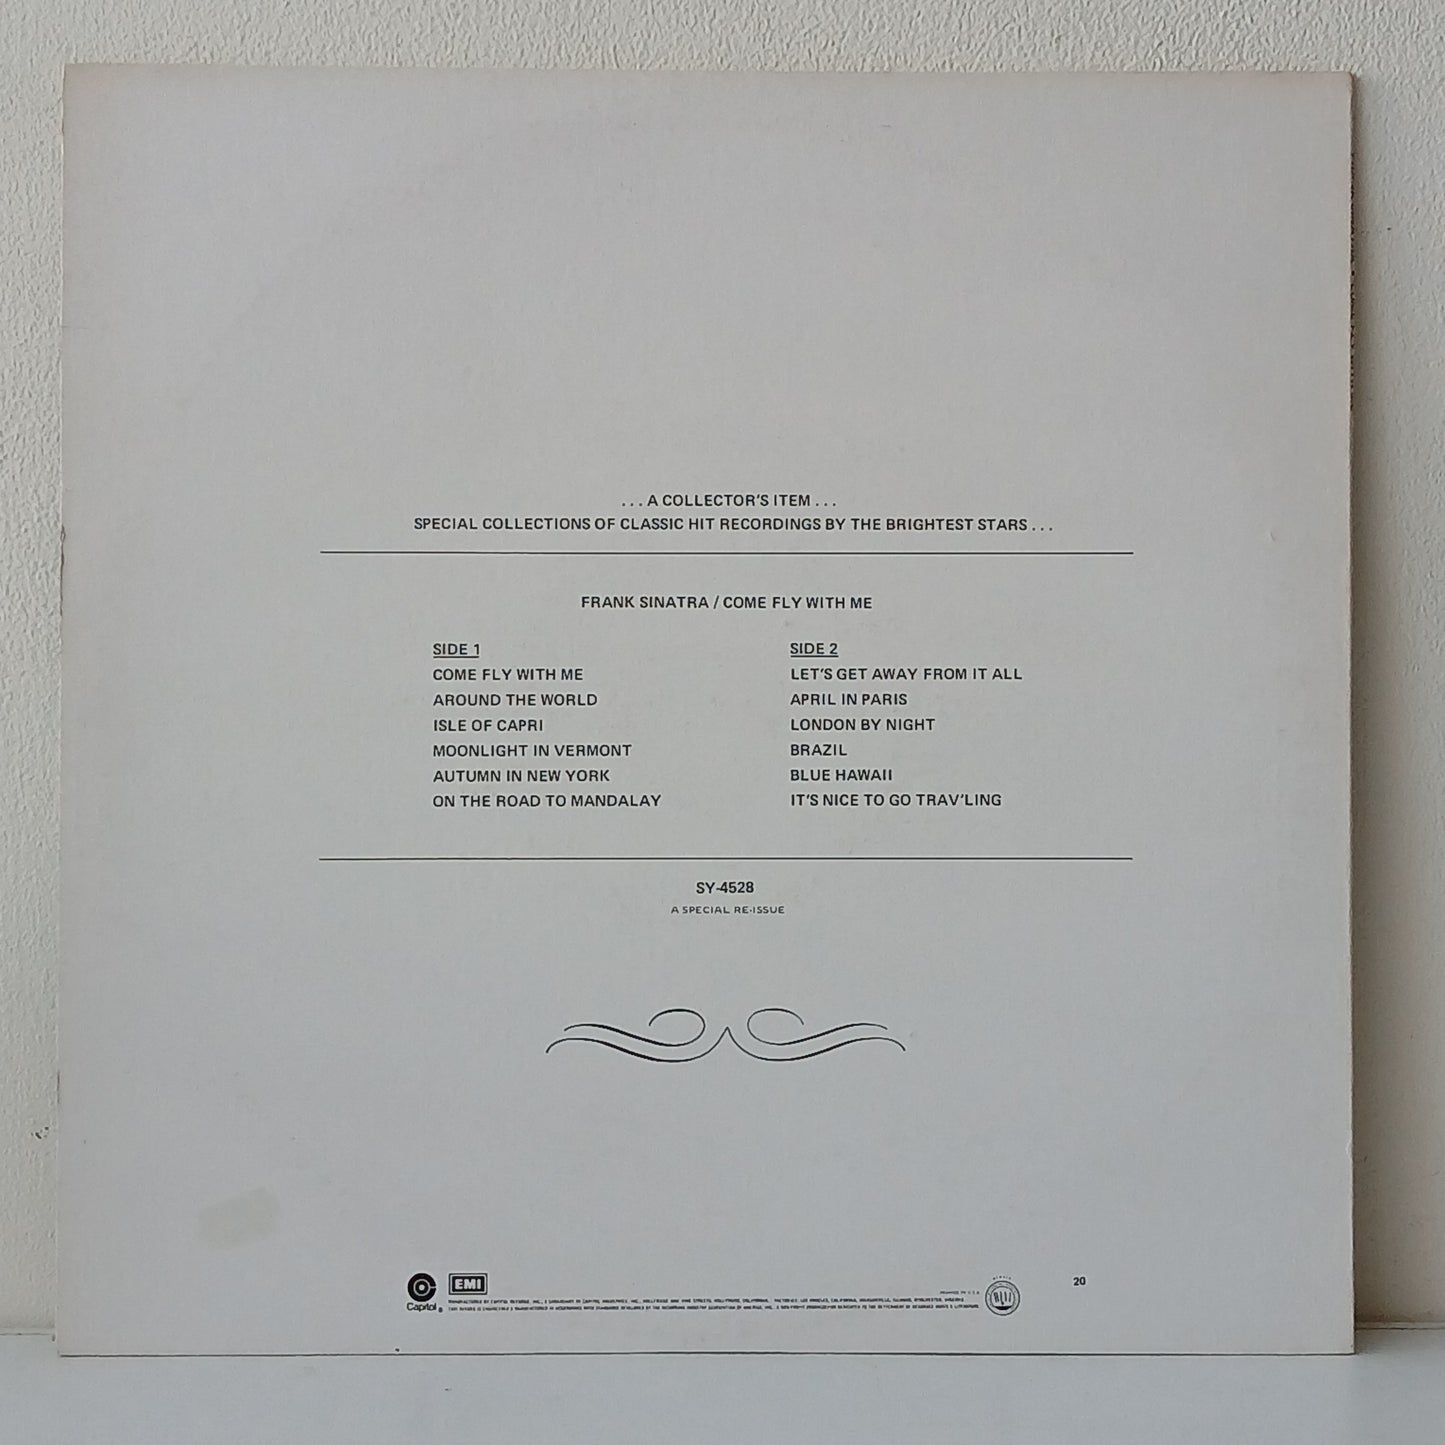 ...A COLLECTOR'S ITEM...
SPECIAL COLLECTIONS OF CLASSIC HIT RECORDINGS BY THE BRIGHTEST STARS...
FRANK SINATRA / COME FLY WITH ME
SIDE 1
COME FLY WITH ME
AROUND THE WORLD
ISLE OF CAPRI
MOONLIGHT IN VERMONT
AUTUMN IN NEW YORK
ON THE ROAD TO MANDALAY
SIDE 2
LET'S GET AWAY FROM IT ALL
APRIL IN PARIS
LONDON BY NIGHT
BRAZIL
BLUE HAWAII
IT'S NICE TO GO TRAV'LING
SY-4528
A SPECIAL RE-ISSUE
Capitol ®
EMI
PRINTED IN U.S.A.
20